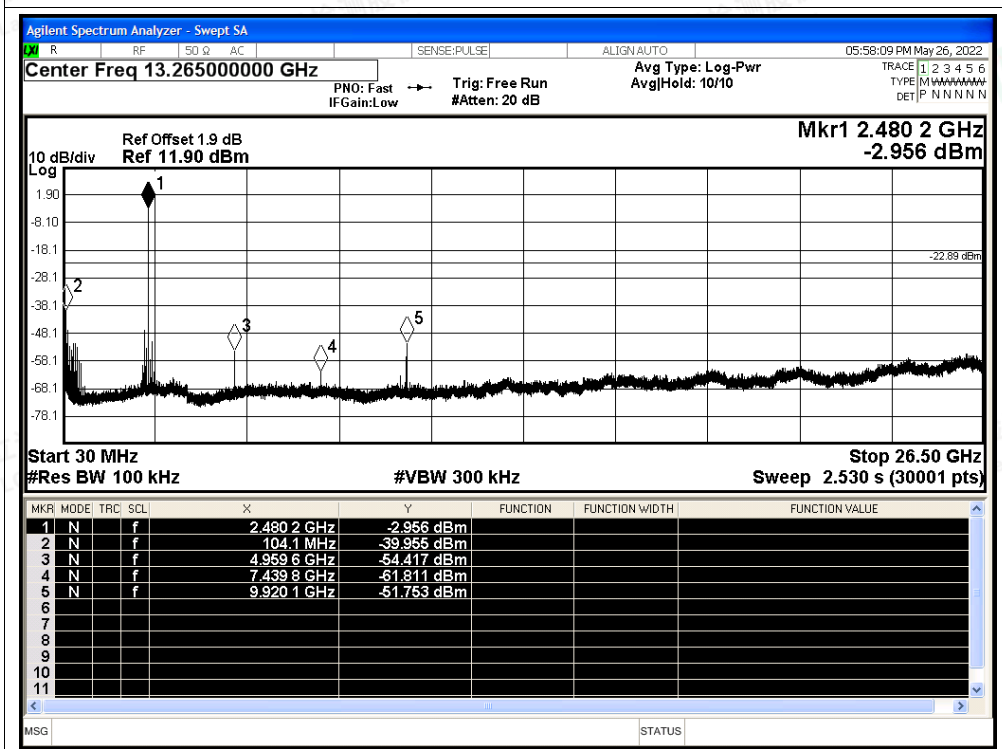 Agilent Spectrum Analyzer - Swept SA
LXI R RF 50 Ω AC SENSE:PULSE ALIGN AUTO 05:58:09 PM May 26, 2022
Center Freq 13.265000000 GHz
PNO: Fast Trig: Free Run Avg Type: Log-Pwr TRACE 1 2 3 4 5 6
IFGain:Low #Atten: 20 dB Avg|Hold: 10/10 TYPE MWWWWW
DET P N N N N N
Mkr1 2.480 2 GHz
-2.956 dBm
Ref Offset 1.9 dB
10 dB/div Ref 11.90 dBm
Log
1
1.90
-8.10
-18.1
-22.89 dBm
-28.1
2
-38.1
3
5
-48.1
4
-58.1
-68.1
-78.1
Start 30 MHz Stop 26.50 GHz
#Res BW 100 kHz #VBW 300 kHz Sweep 2.530 s (30001 pts)
MKR MODE TRC SCL X Y FUNCTION FUNCTION WIDTH FUNCTION VALUE
1 N f 2.480 2 GHz -2.956 dBm
2 N f 104.1 MHz -39.955 dBm
3 N f 4.959 6 GHz -54.417 dBm
4 N f 7.439 8 GHz -61.811 dBm
5 N f 9.920 1 GHz -51.753 dBm
6
7
8
9
10
11
MSG STATUS